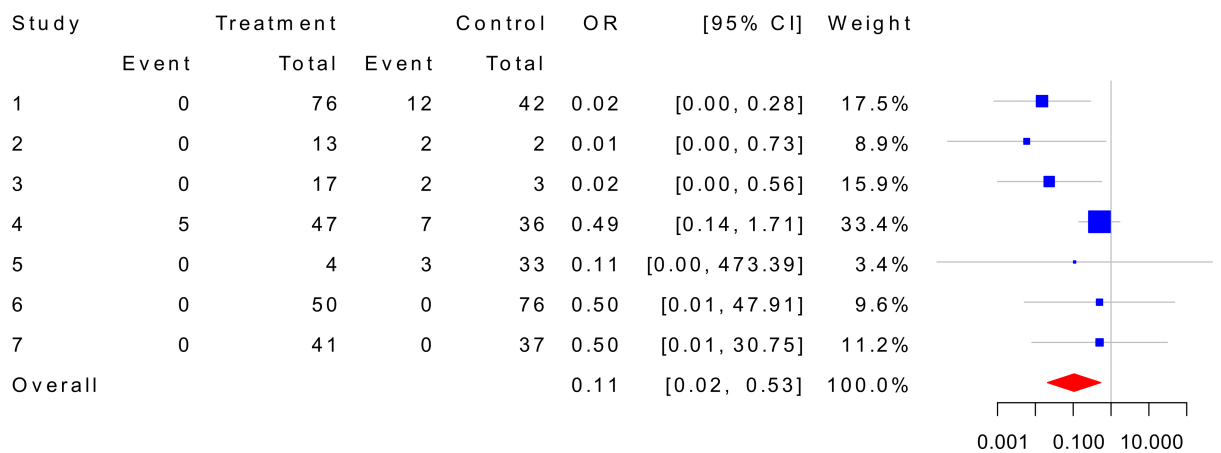 Study Treatment Control OR [95% CI] Weight
Event Total Event Total
1 0 76 12 42 0.02 [0.00, 0.28] 17.5%
2 0 13 2 2 0.01 [0.00, 0.73] 8.9%
3 0 17 2 3 0.02 [0.00, 0.56] 15.9%
4 5 47 7 36 0.49 [0.14, 1.71] 33.4%
5 0 4 3 33 0.11 [0.00, 473.39] 3.4%
6 0 50 0 76 0.50 [0.01, 47.91] 9.6%
7 0 41 0 37 0.50 [0.01, 30.75] 11.2%
Overall 0.11 [0.02, 0.53] 100.0%
0.001 0.100 10.000